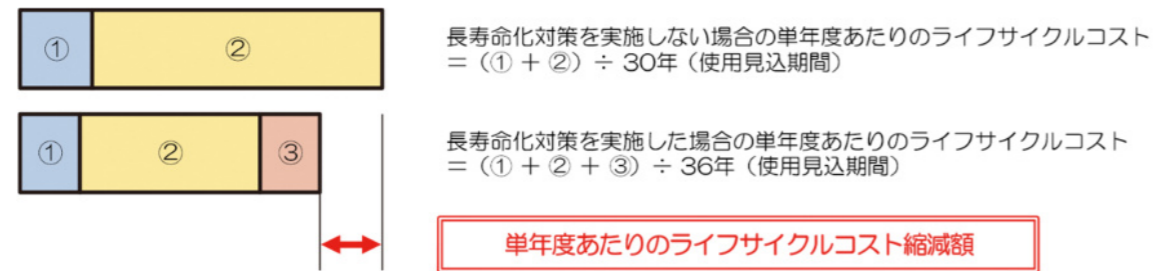 ① ②
長寿命化対策を実施しない場合の単年度あたりのライフサイクルコスト
＝（① ＋ ②）÷ 30年（使用見込期間）
① ② ③
長寿命化対策を実施した場合の単年度あたりのライフサイクルコスト
＝（① ＋ ② ＋ ③）÷ 36年（使用見込期間）
単年度あたりのライフサイクルコスト縮減額